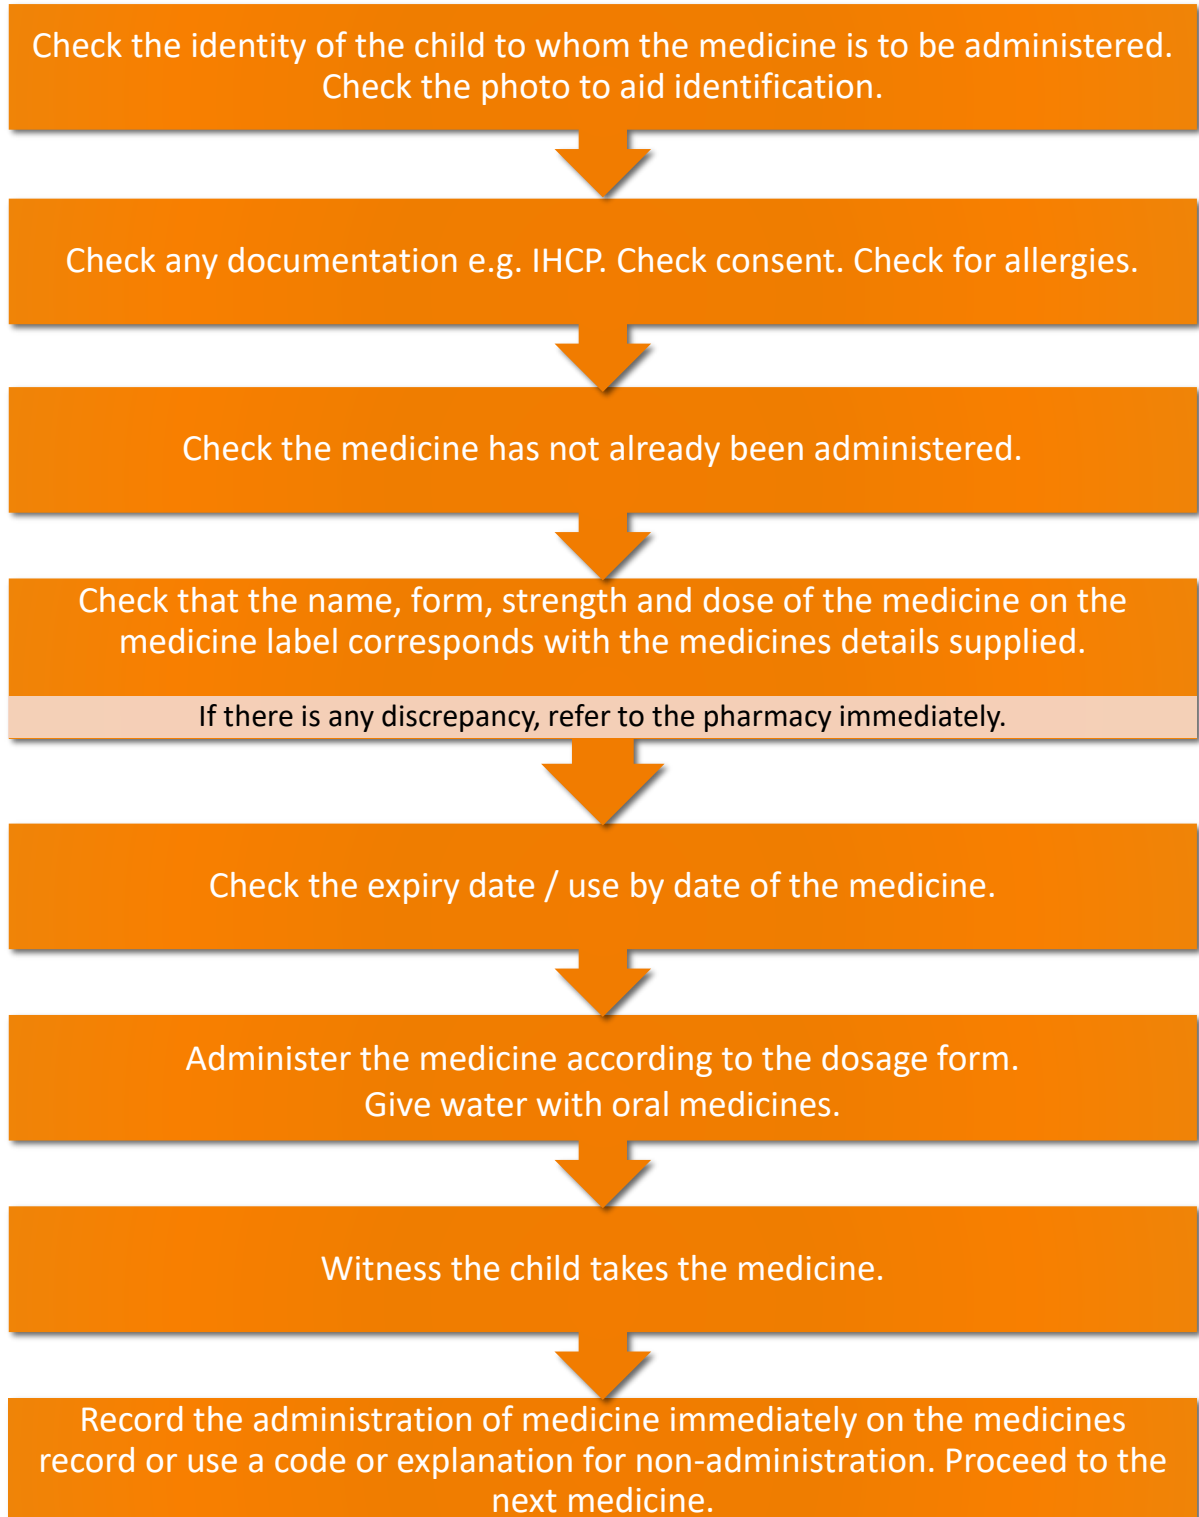 Check the identity of the child to whom the medicine is to be administered.
Check the photo to aid identification.
Check any documentation e.g. IHCP. Check consent. Check for allergies.
Check the medicine has not already been administered.
Check that the name, form, strength and dose of the medicine on the
medicine label corresponds with the medicines details supplied.
If there is any discrepancy, refer to the pharmacy immediately.
Check the expiry date / use by date of the medicine.
Administer the medicine according to the dosage form.
Give water with oral medicines.
Witness the child takes the medicine.
Record the administration of medicine immediately on the medicines
record or use a code or explanation for non-administration. Proceed to the
next medicine.